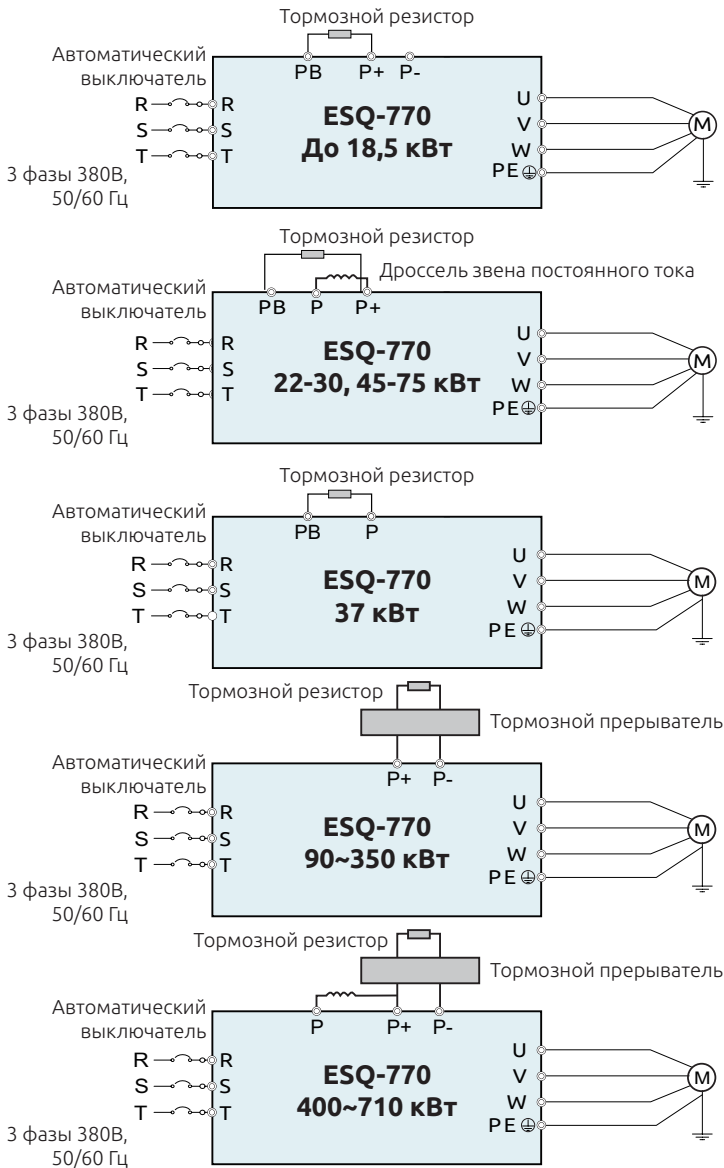 Тормозной резистор
Автоматический
выключатель
PB P+ P-
R R
S S
T T
3 фазы 380В,
50/60 Гц
ESQ-770
До 18,5 кВт
U
V
W
PE
M
Тормозной резистор
Дроссель звена постоянного тока
Автоматический
выключатель
PB P P+
R R
S S
T T
3 фазы 380В,
50/60 Гц
ESQ-770
22-30, 45-75 кВт
U
V
W
PE
M
Тормозной резистор
Автоматический
выключатель
PB P
R R
S S
T T
3 фазы 380В,
50/60 Гц
ESQ-770
37 кВт
U
V
W
PE
M
Тормозной резистор
Тормозной прерыватель
Автоматический
выключатель
P+ P-
R R
S S
T T
3 фазы 380В,
50/60 Гц
ESQ-770
90~350 кВт
U
V
W
PE
M
Тормозной резистор
Тормозной прерыватель
Автоматический
выключатель
P P+ P-
R R
S S
T T
3 фазы 380В,
50/60 Гц
ESQ-770
400~710 кВт
U
V
W
PE
M